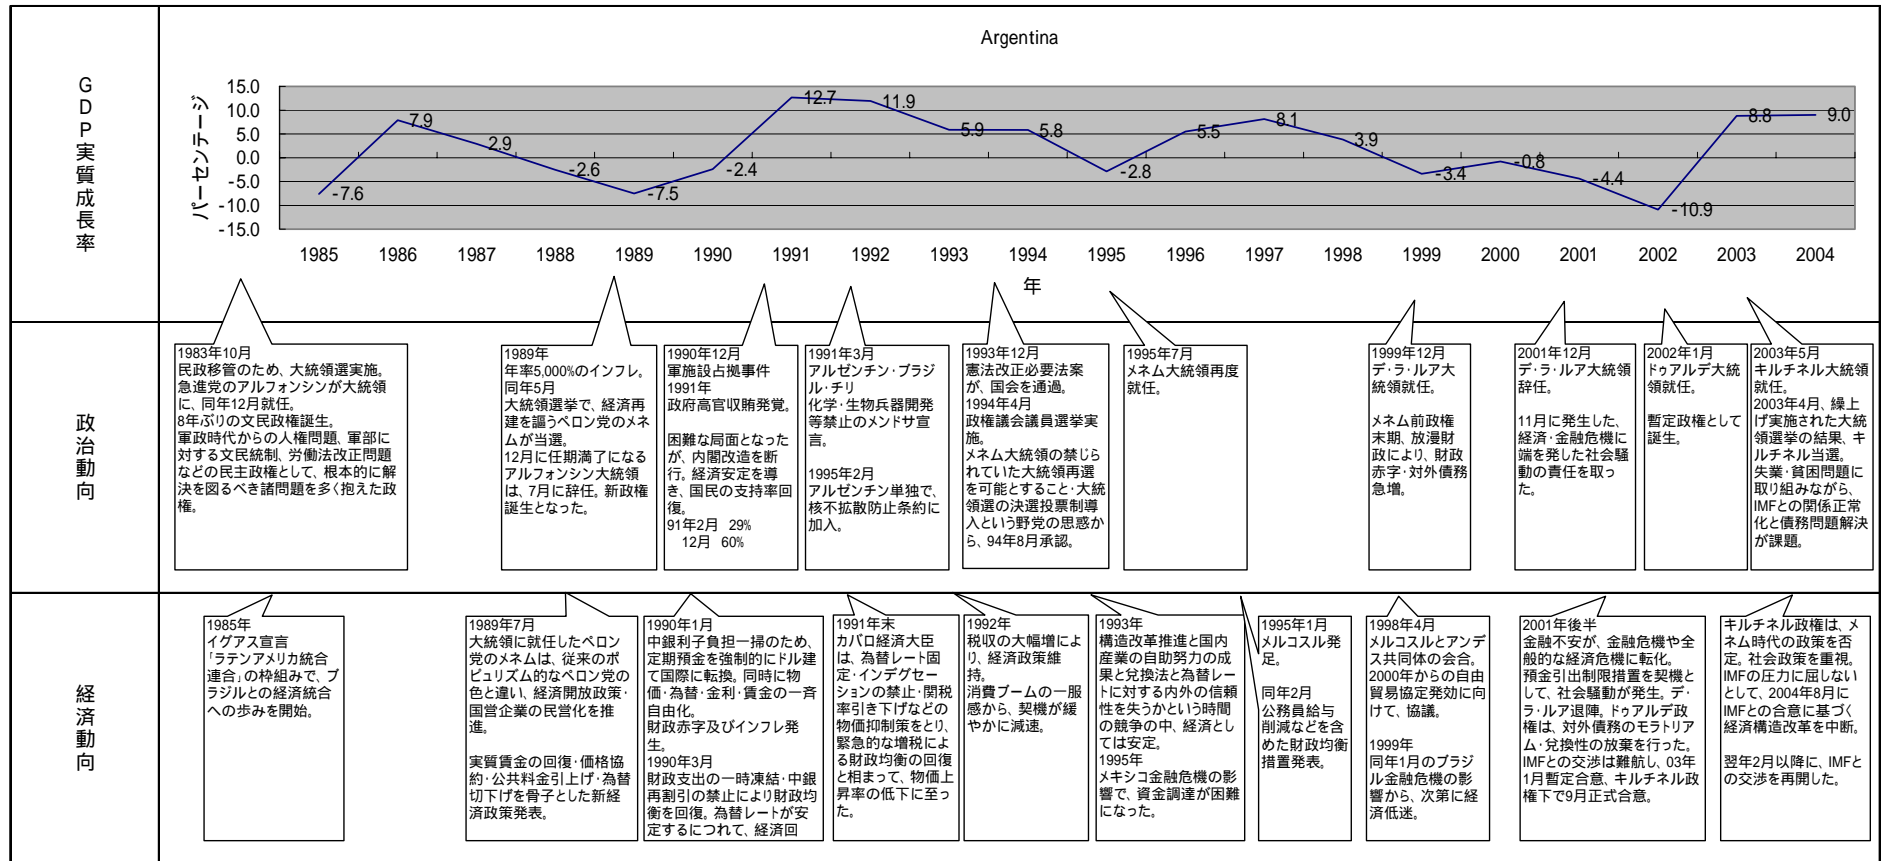 Argentina
GDP実質成長率
パーセンテージ
15.0
10.0
5.0
0.0
-5.0
-10.0
-15.0
-7.6
7.9
2.9
-2.6
-7.5
-2.4
12.7
11.9
5.9
5.8
-2.8
5.5
8.1
3.9
-3.4
-0.8
-4.4
-10.9
8.8
9.0
1985 1986 1987 1988 1989 1990 1991 1992 1993 1994 1995 1996 1997 1998 1999 2000 2001 2002 2003 2004
年
政治動向
1983年10月
民政移管のため、大統領選実施。
急進党のアルフォンシンが大統領
に、同年12月就任。
8年ぶりの文民政権誕生。
軍政時代からの人権問題、軍部に
対する文民統制、労働法改正問題
などの民主政権として、根本的に解
決を図るべき諸問題を多く抱えた政
権。
1989年
年率5,000%のインフレ。
同年5月
大統領選挙で、経済再
建を謳うペロン党のメネ
ムが当選。
12月に任期満了になる
アルフォンシン大統領
は、7月に辞任。新政権
誕生となった。
1990年12月
軍施設占拠事件
1991年
政府高官収賄発覚。
困難な局面となった
が、内閣改造を断
行。経済安定を導
き、国民の支持率回
復。
91年2月 29%
12月 60%
1991年3月
アルゼンチン・ブラジ
ル・チリ
化学・生物兵器開発
等禁止のメンドサ宣
言。
1995年2月
アルゼンチン単独で、
核不拡散防止条約に
加入。
1993年12月
憲法改正必要法案
が、国会を通過。
1994年4月
政権議会議員選挙実
施。
メネム大統領の禁じら
れていた大統領再選
を可能とすること・大統
領選の決選投票制導
入という野党の思惑か
ら、94年8月承認。
1995年7月
メネム大統領再度
就任。
1999年12月
デ・ラ・ルア大
統領就任。
メネム前政権
末期、放漫財
政により、財政
赤字・対外債務
急増。
2001年12月
デ・ラ・ルア大統領
辞任。
11月に発生した、
経済・金融危機に
端を発した社会騒
動の責任を取っ
た。
2002年1月
ドゥアルデ大統
領就任。
暫定政権として
誕生。
2003年5月
キルチネル大統領
就任。
2003年4月、繰上
げ実施された大統
領選挙の結果、キ
ルチネル当選。
失業・貧困問題に
取り組みながら、
IMFとの関係正常
化と債務問題解決
が課題。
経済動向
1985年
イグアス宣言
「ラテンアメリカ統合
連合」の枠組みで、ブ
ラジルとの経済統合
への歩みを開始。
1989年7月
大統領に就任したペロン
党のメネムは、従来のポ
ピュリズム的なペロン党の
色と違い、経済開放政策・
国営企業の民営化を推
進。
実質賃金の回復・価格協
約・公共料金引上げ・為替
切下げを骨子とした新経
済政策発表。
1990年1月
中銀利子負担一掃のため、
定期預金を強制的にドル建
て国際に転換。同時に物
価・為替・金利・賃金の一斉
自由化。
財政赤字及びインフレ発
生。
1990年3月
財政支出の一時凍結・中銀
再割引の禁止により財政均
衡を回復。為替レートが安
定するにつれて、経済回
1991年末
カバロ経済大臣
は、為替レート固
定・インデグセー
ションの禁止・関税
率引き下げなどの
物価抑制策をとり、
緊急的な増税によ
る財政均衡の回復
と相まって、物価上
昇率の低下に至っ
た。
1992年
税収の大幅増によ
り、経済政策維
持。
消費ブームの一服
感から、契機が緩
やかに減速。
1993年
構造改革推進と国内
産業の自助努力の成
果と兌換法と為替レー
トに対する内外の信頼
性を失うかという時間
の競争の中、経済とし
ては安定。
1995年
メキシコ金融危機の影
響で、資金調達が困難
になった。
1995年1月
メルコスル発
足。
同年2月
公務員給与
削減などを含
めた財政均衡
措置発表。
1998年4月
メルコスルとアンデ
ス共同体の会合。
2000年からの自由
貿易協定発効に向
けて、協議。
1999年
同年1月のブラジ
ル金融危機の影
響から、次第に経
済低迷。
2001年後半
金融不安が、金融危機や全
般的な経済危機に転化。
預金引出制限措置を契機と
して、社会騒動が発生。デ・
ラ・ルア退陣。ドゥアルデ政
権は、対外債務のモラトリア
ム・兌換性の放棄を行った。
IMFとの交渉は難航し、03年
1月暫定合意、キルチネル政
権下で9月正式合意。
キルチネル政権は、メ
ネム時代の政策を否
定。社会政策を重視。
IMFの圧力に屈しない
として、2004年8月に
IMFとの合意に基づく
経済構造改革を中断。
翌年2月以降に、IMFと
の交渉を再開した。